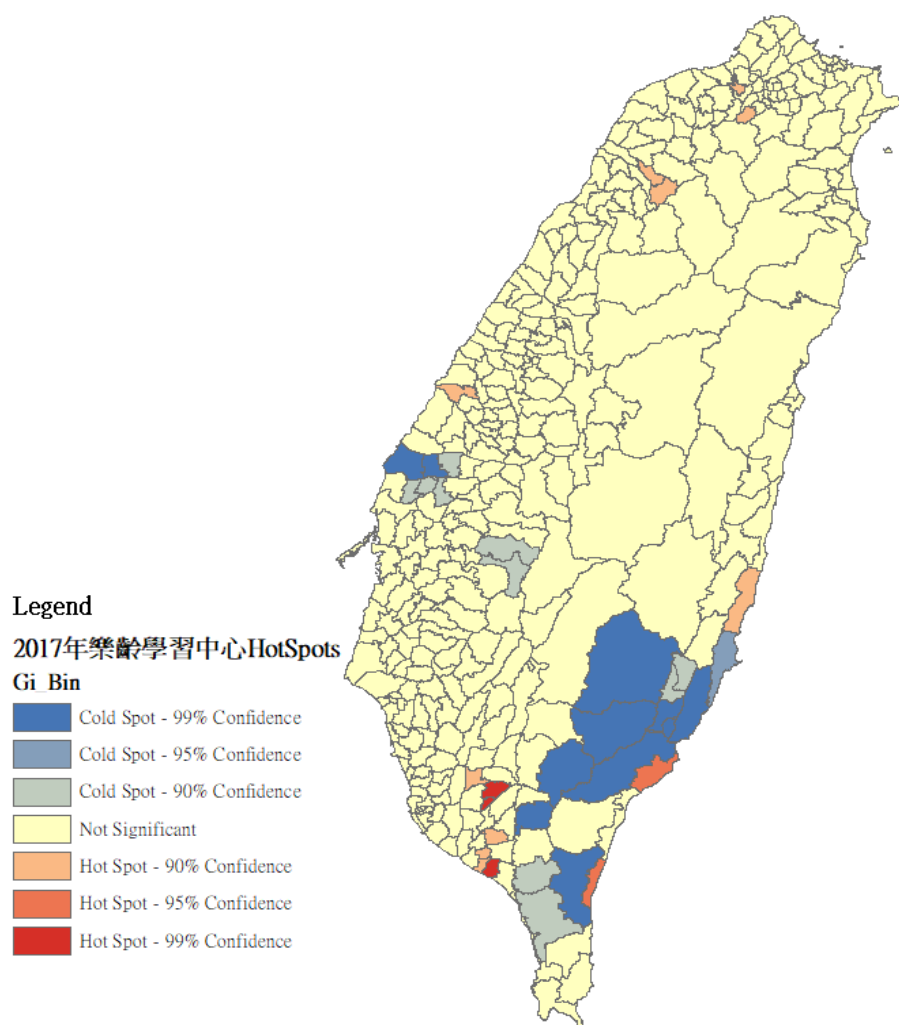 Legend
2017年樂齡學習中心HotSpots
Gi_Bin
Cold Spot - 99% Confidence
Cold Spot - 95% Confidence
Cold Spot - 90% Confidence
Not Significant
Hot Spot - 90% Confidence
Hot Spot - 95% Confidence
Hot Spot - 99% Confidence